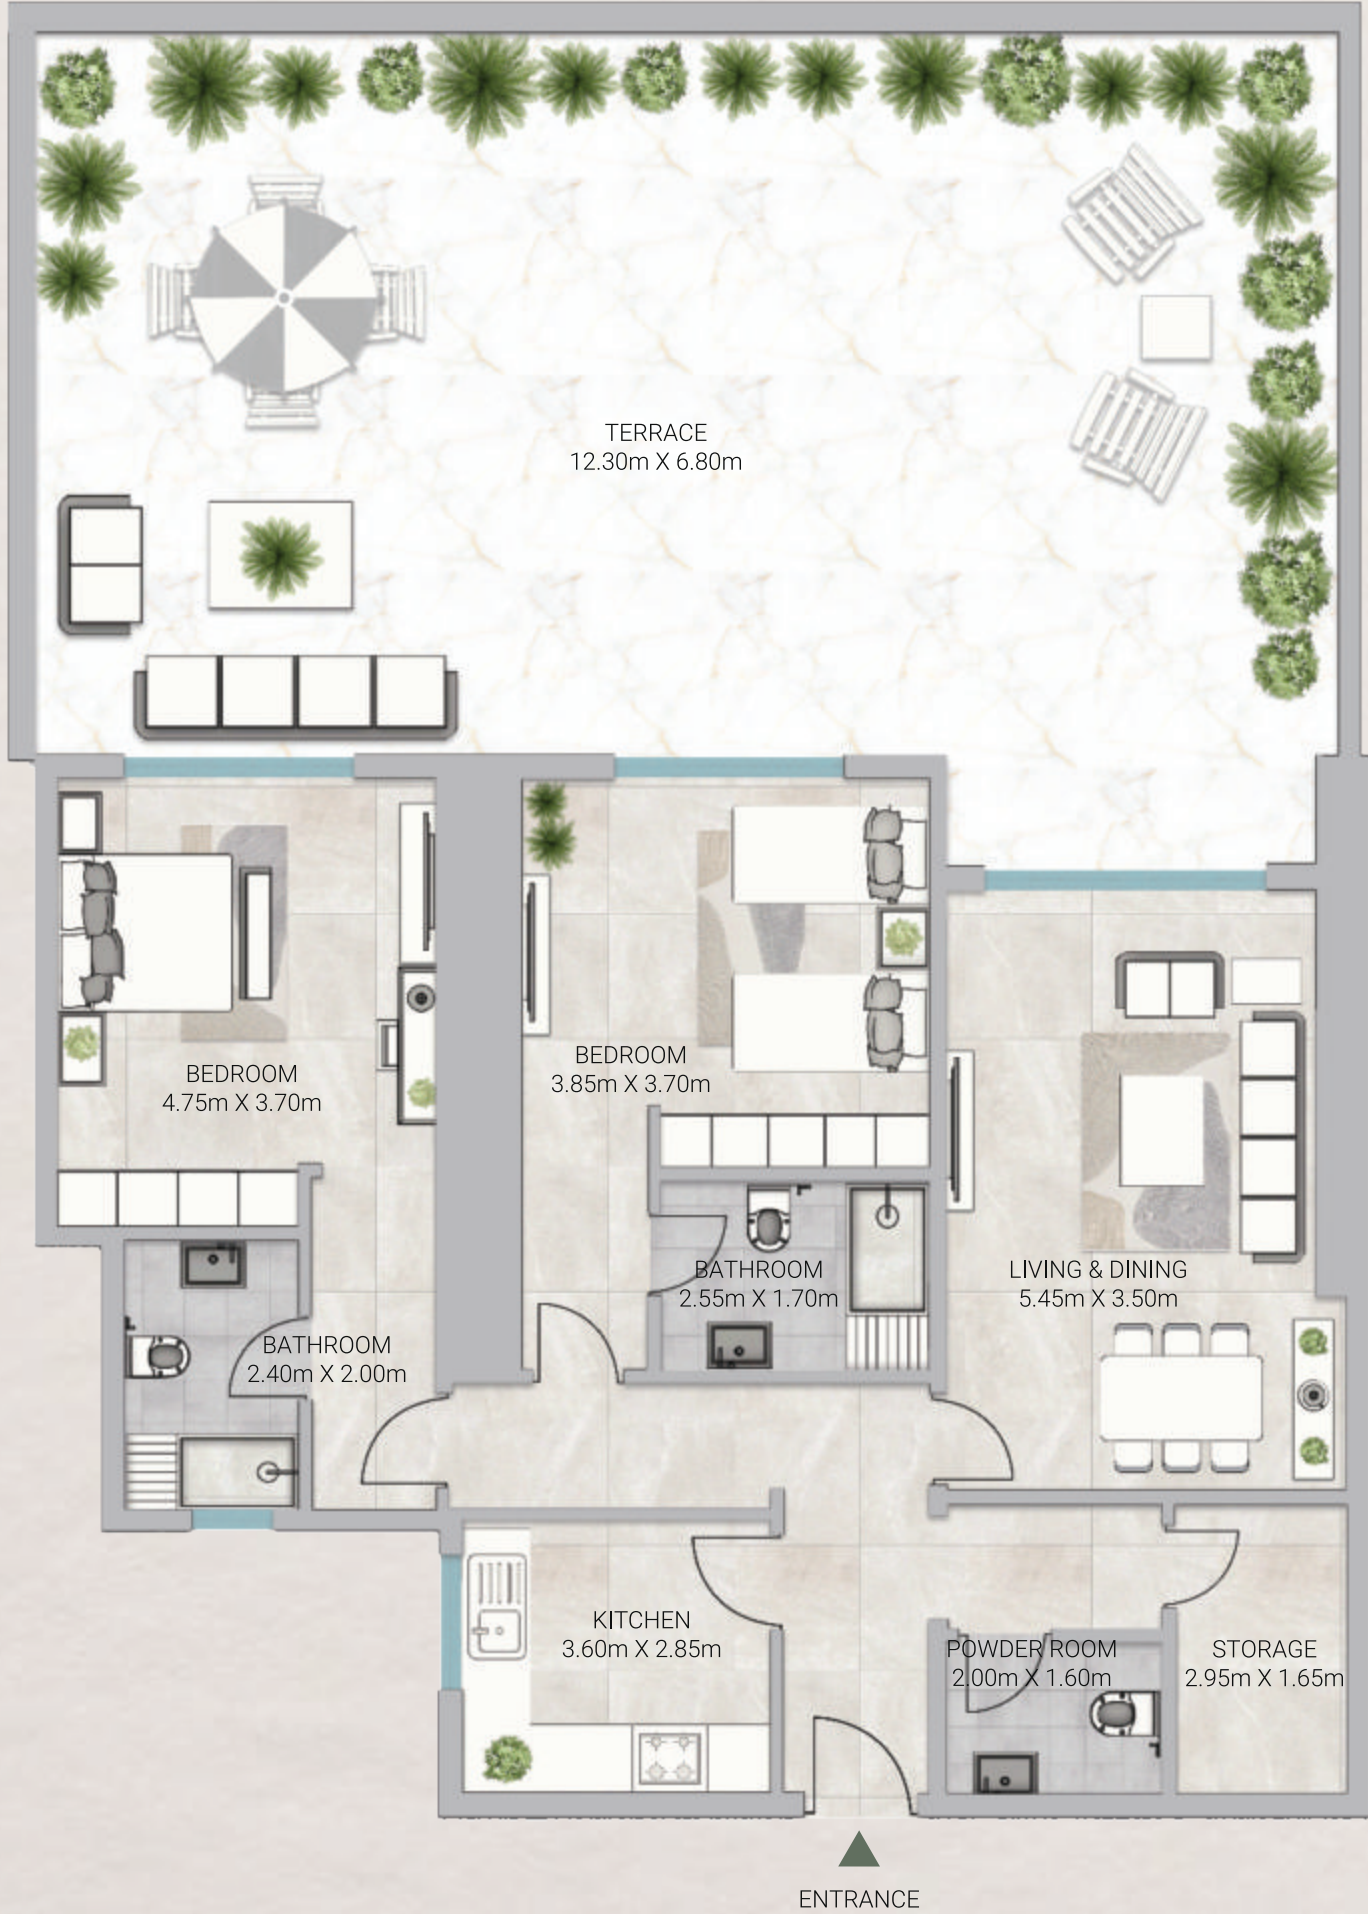 TERRACE
12.30m X 6.80m
BEDROOM
4.75m X 3.70m
BEDROOM
3.85m X 3.70m
BATHROOM
2.55m X 1.70m
LIVING & DINING
5.45m X 3.50m
BATHROOM
2.40m X 2.00m
KITCHEN
3.60m X 2.85m
POWDER ROOM
2.00m X 1.60m
STORAGE
2.95m X 1.65m
ENTRANCE